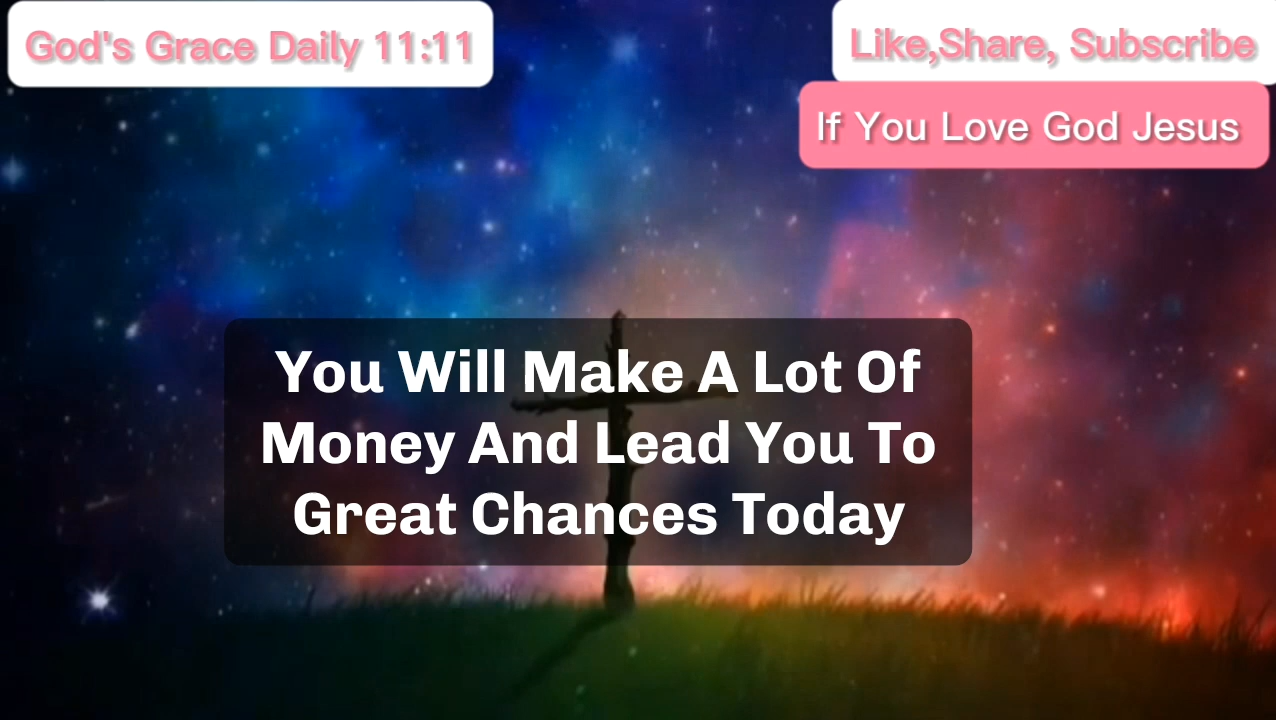 God's Grace Daily 11:11
Like,Share, Subscribe
If You Love God Jesus
You Will Make A Lot Of
Money And Lead You To
Great Chances Today